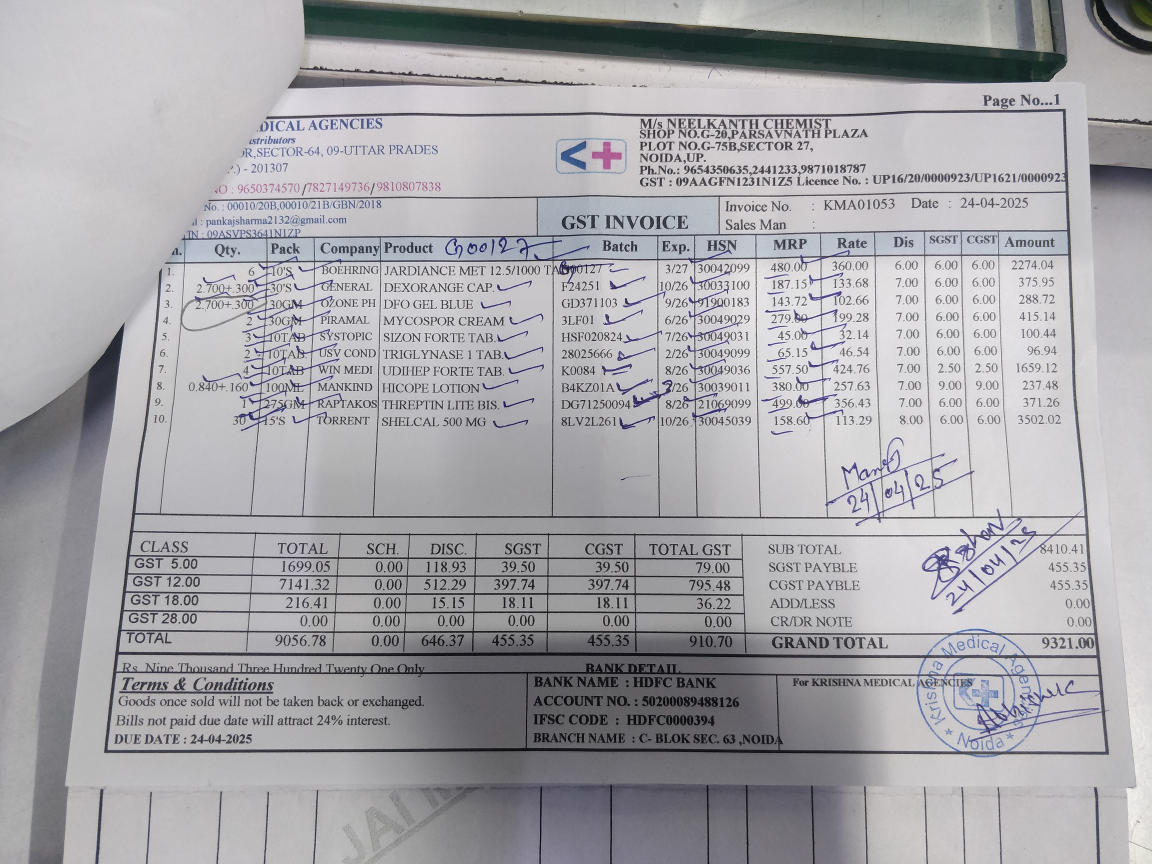 Page No...1
DICAL AGENCIES
stributors
OR,SECTOR-64, 09-UTTAR PRADES
P.) - 201307
NO : 9650374570/7827149736/9810807838
No. : 00010/20B,00010/21B/GBN/2018
il : pankajsharma2132@gmail.com
TIN : 09ASVPS3641N1ZP
M/s NEELKANTH CHEMIST
SHOP NO.G-20,PARSAVNATH PLAZA
PLOT NO.G-75B,SECTOR 27,
NOIDA,UP.
Ph.No.: 9654350635,2441233,9871018787
GST : 09AAGFN1231N1Z5 Licence No. : UP16/20/0000923/UP1621/0000923
GST INVOICE
Invoice No. : KMA01053 Date : 24-04-2025
Sales Man :
n. Qty. Pack Company Product G00127 Batch Exp. HSN MRP Rate Dis SGST CGST Amount
1. 6 10'S BOEHRING JARDIANCE MET 12.5/1000 TA 00127 3/27 30042099 480.00 360.00 6.00 6.00 6.00 2274.04
2. 2.700+.300 30'S GENERAL DEXORANGE CAP. F24251 10/26 30033100 187.15 133.68 7.00 6.00 6.00 375.95
3. 2.700+.300 30GM OZONE PH DFO GEL BLUE GD371103 9/26 91900183 143.72 102.66 7.00 6.00 6.00 288.72
4. 2 30GM PIRAMAL MYCOSPOR CREAM 3LF01 6/26 30049029 279.00 199.28 7.00 6.00 6.00 415.14
5. 3 10TAB SYSTOPIC SIZON FORTE TAB. HSF020824 7/26 30049031 45.00 32.14 7.00 6.00 6.00 100.44
6. 2 10TAB USV COND TRIGLYNASE 1 TAB. 28025666 2/26 30049099 65.15 46.54 7.00 6.00 6.00 96.94
7. 4 10TAB WIN MEDI UDIHEP FORTE TAB. K0084 8/26 30049036 557.50 424.76 7.00 2.50 2.50 1659.12
8. 0.840+.160 100ML MANKIND HICOPE LOTION B4KZ01A 3/26 30039011 380.00 257.63 7.00 9.00 9.00 237.48
9. 1 275GM RAPTAKOS THREPTIN LITE BIS. DG71250094 8/26 21069099 499.00 356.43 7.00 6.00 6.00 371.26
10. 30 15'S TORRENT SHELCAL 500 MG 8LV2L261 10/26 30045039 158.60 113.29 8.00 6.00 6.00 3502.02
24/04/25
CLASS TOTAL SCH. DISC. SGST CGST TOTAL GST
GST 5.00 1699.05 0.00 118.93 39.50 39.50 79.00
GST 12.00 7141.32 0.00 512.29 397.74 397.74 795.48
GST 18.00 216.41 0.00 15.15 18.11 18.11 36.22
GST 28.00 0.00 0.00 0.00 0.00 0.00 0.00
TOTAL 9056.78 0.00 646.37 455.35 455.35 910.70
SUB TOTAL 8410.41
SGST PAYBLE 455.35
CGST PAYBLE 455.35
ADD/LESS 0.00
CR/DR NOTE 0.00
GRAND TOTAL 9321.00
24/04/25
Rs. Nine Thousand Three Hundred Twenty One Only
Terms & Conditions
Goods once sold will not be taken back or exchanged.
Bills not paid due date will attract 24% interest.
DUE DATE : 24-04-2025
BANK DETAIL
BANK NAME : HDFC BANK
ACCOUNT NO. : 50200089488126
IFSC CODE : HDFC0000394
BRANCH NAME : C- BLOK SEC. 63 ,NOIDA
For KRISHNA MEDICAL AGENCIES
Krishna Medical Agencies
Noida
JAI